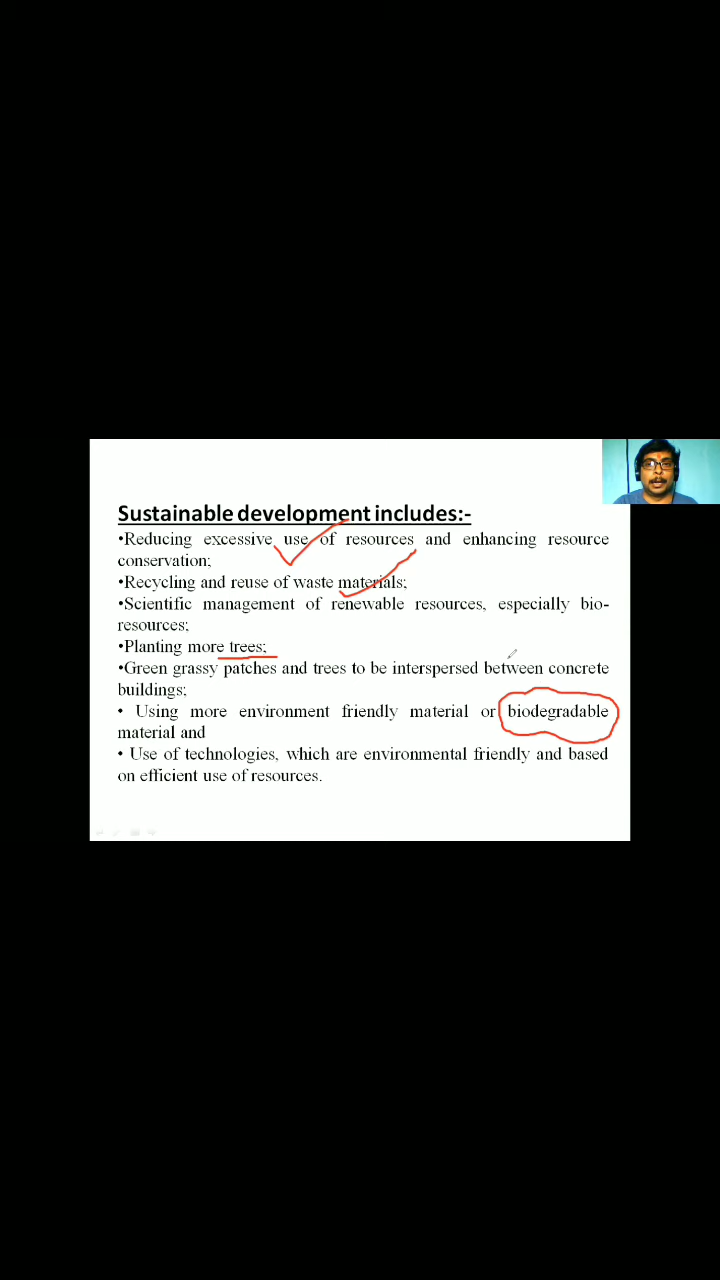 Sustainable development includes:-
•Reducing excessive use of resources and enhancing resource
conservation;
•Recycling and reuse of waste materials;
•Scientific management of renewable resources, especially bio-
resources;
•Planting more trees;
•Green grassy patches and trees to be interspersed between concrete
buildings;
• Using more environment friendly material or biodegradable
material and
• Use of technologies, which are environmental friendly and based
on efficient use of resources.